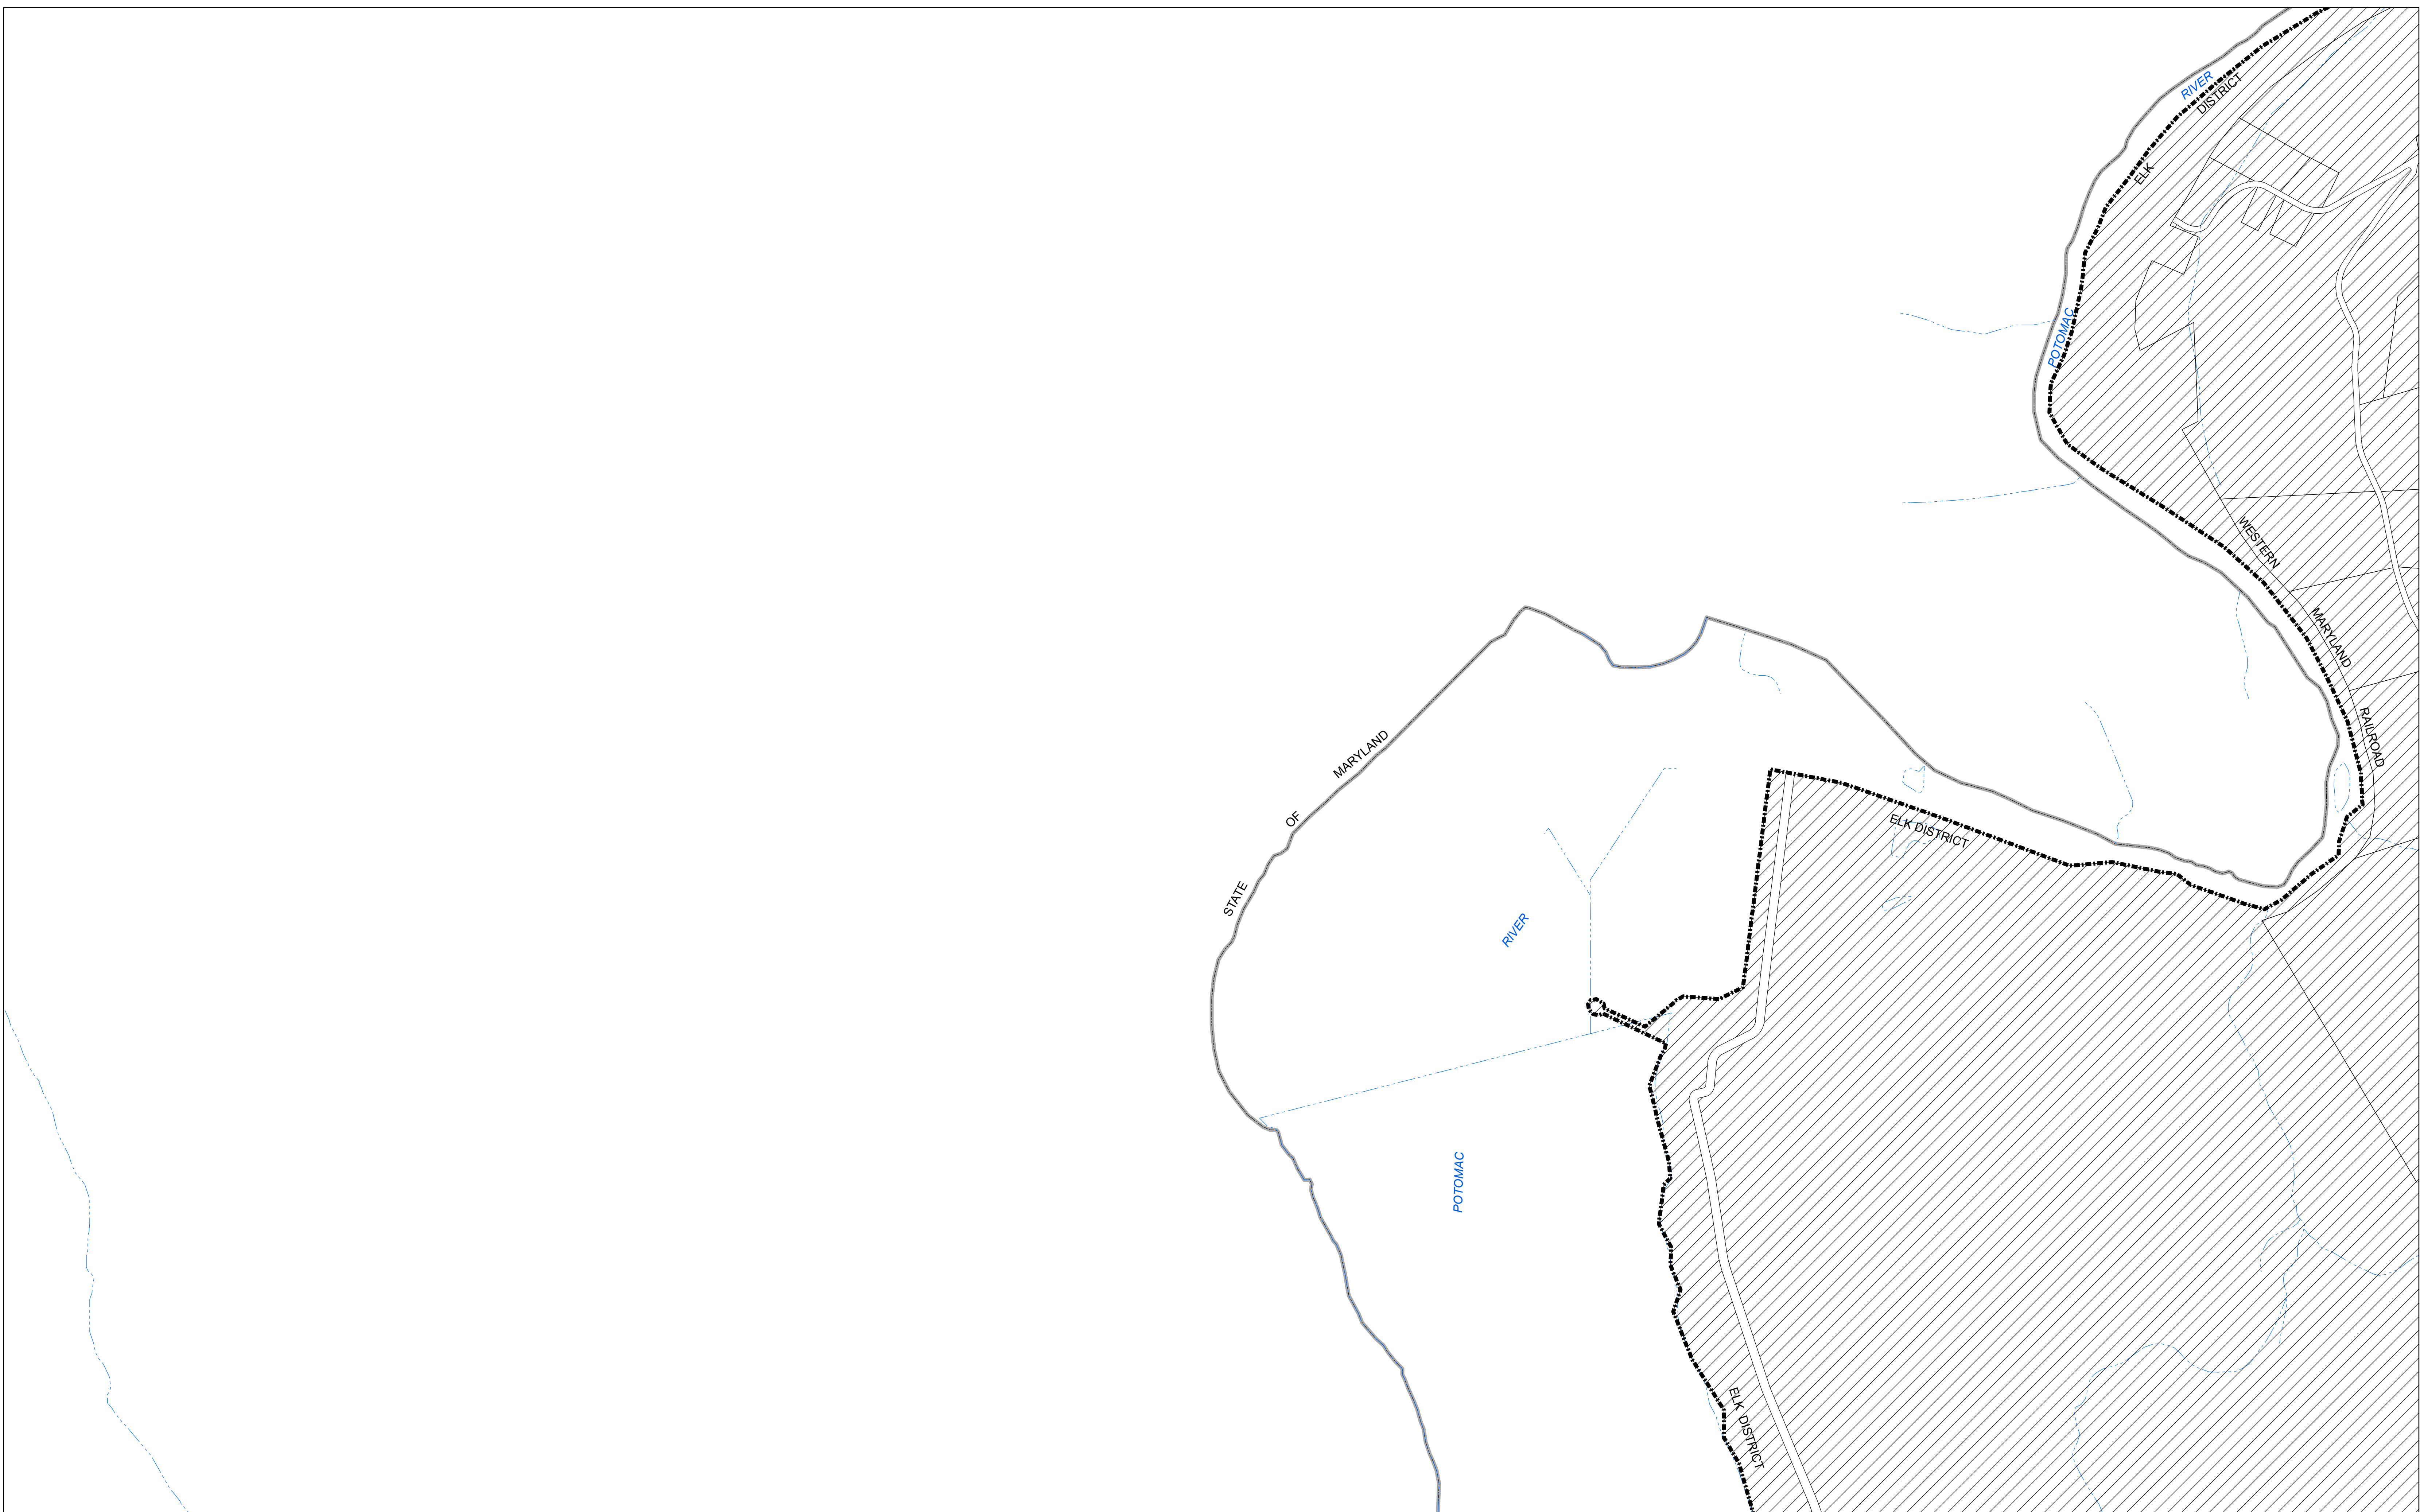 RIVER
DISTRICT
ELK
POTOMAC
WESTERN
MARYLAND
RAILROAD
MARYLAND
OF
STATE
ELK DISTRICT
RIVER
POTOMAC
ELK DISTRICT